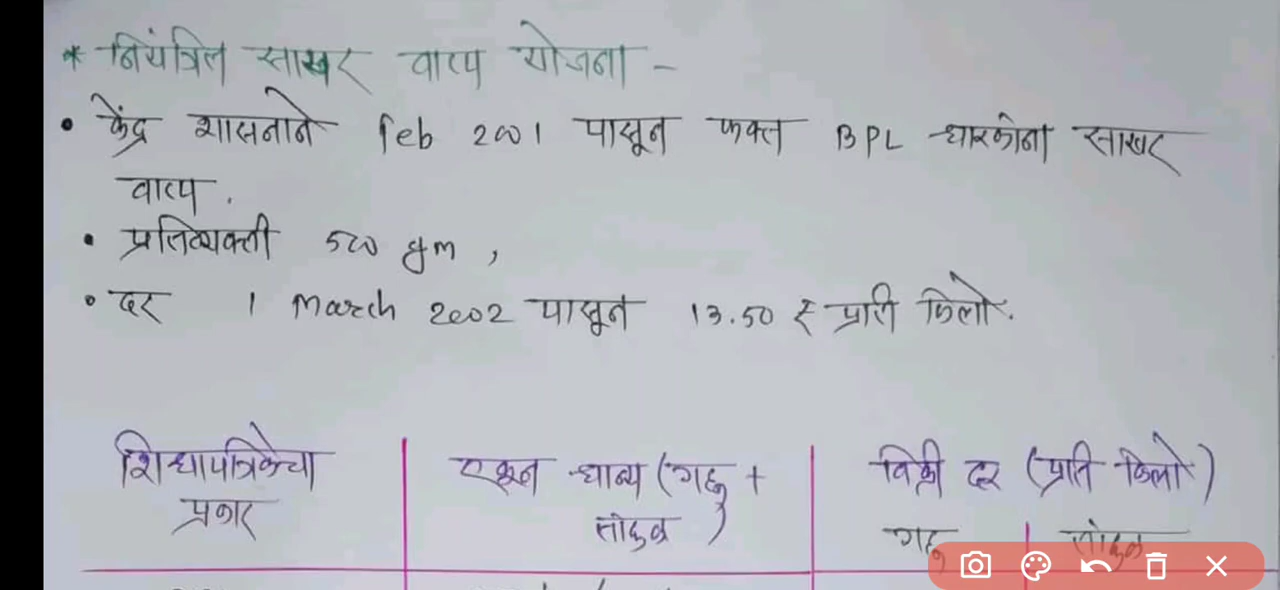 * नियंत्रित साखर वाटप योजना -
• केंद्र शासनाने feb 2001 पासून फक्त BPL धारकांना साखर
वाटप.
• प्रतिव्यक्ती 500 gm,
• दर 1 march 2002 पासून 13.50 ₹ प्रति किलो.
शिधापत्रिकेचा एकूण धान्य (गहू + विक्री दर (प्रति किलो)
प्रकार तांदुळ) गहू तांदुळ